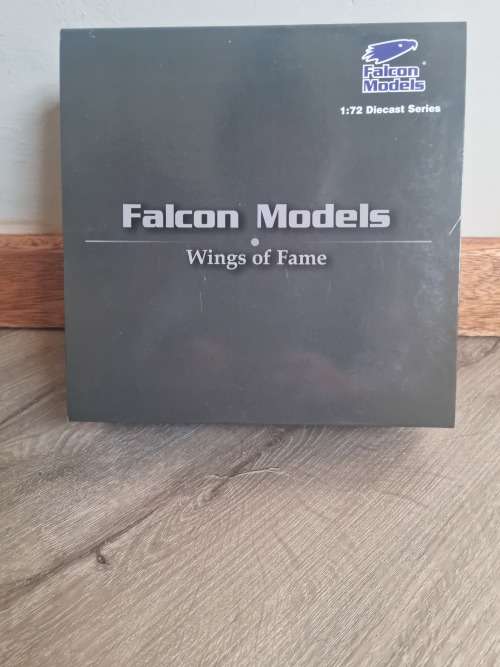 Falcon
Models
1:72 Diecast Series
Falcon Models
Wings of Fame